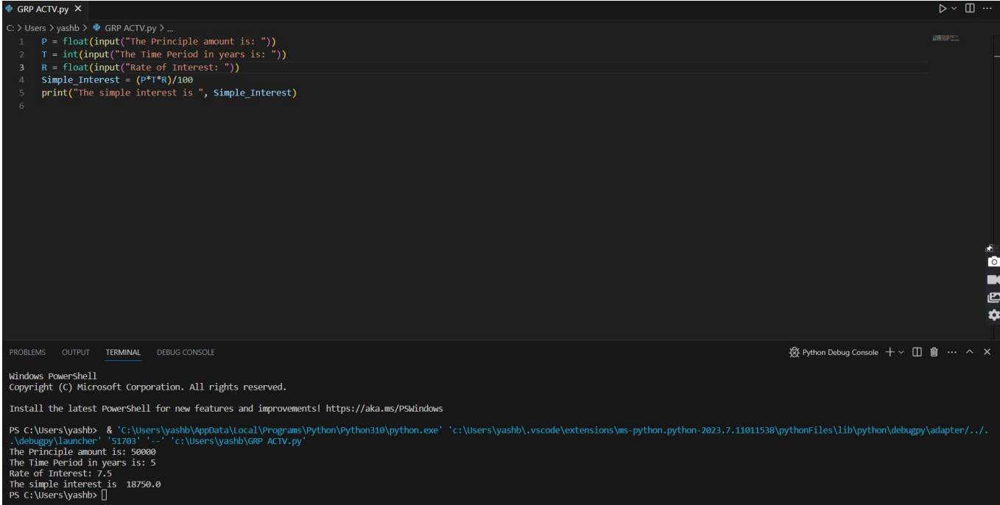 GRP ACTV.py
C: > Users > yashb > GRP ACTV.py > ...
1 P = float(input("The Principle amount is: "))
2 T = int(input("The Time Period in years is: "))
3 R = float(input("Rate of Interest: "))
4 Simple_Interest = (P*T*R)/100
5 print("The simple interest is ", Simple_Interest)
6
PROBLEMS OUTPUT TERMINAL DEBUG CONSOLE Python Debug Console
Windows PowerShell
Copyright (C) Microsoft Corporation. All rights reserved.
Install the latest PowerShell for new features and improvements! https://aka.ms/PSWindows
PS C:\Users\yashb>  & 'C:\Users\yashb\AppData\Local\Programs\Python\Python310\python.exe' 'c:\Users\yashb\.vscode\extensions\ms-python.python-2023.7.11011538\pythonFiles\lib\python\debugpy\adapter/../.
.\debugpy\launcher' '51703' '--' 'c:\Users\yashb\GRP ACTV.py'
The Principle amount is: 50000
The Time Period in years is: 5
Rate of Interest: 7.5
The simple interest is  18750.0
PS C:\Users\yashb>